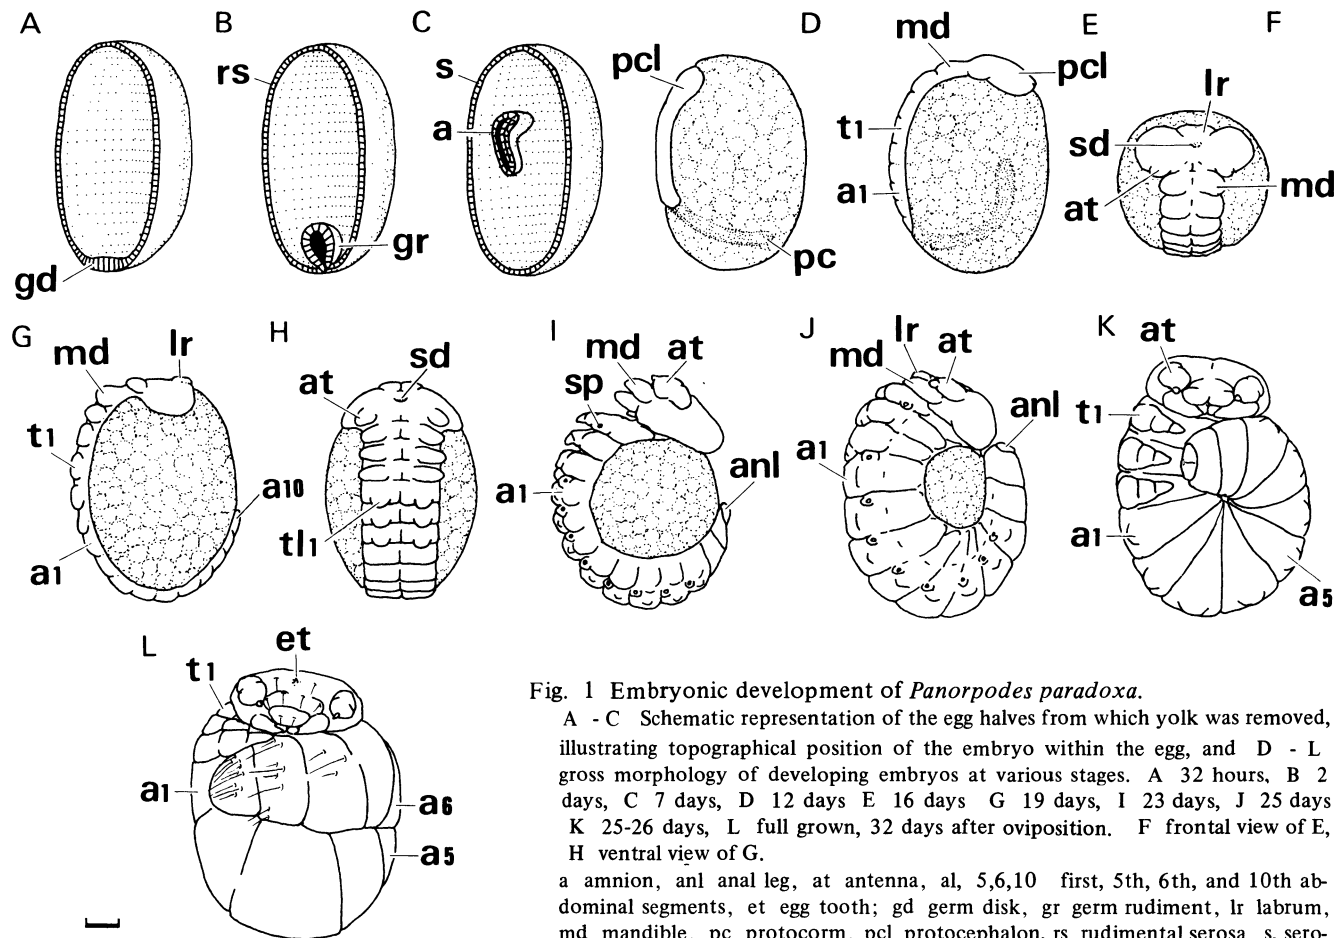 A B C D E F
md
rs s pcl pcl
lr
a t1
sd
a1 md
at
gr
gd pc
G H I J K
lr at
md lr sd md at md at
at sp
anl
t1 t1
a1
a10 a1 anl
tl1 a1
a1 a5
L et
t1
a1 a6
a5
Fig. 1 Embryonic development of Panorpodes paradoxa.
A - C Schematic representation of the egg halves from which yolk was removed,
illustrating topographical position of the embryo within the egg, and D - L
gross morphology of developing embryos at various stages. A 32 hours, B 2
days, C 7 days, D 12 days E 16 days G 19 days, I 23 days, J 25 days
K 25-26 days, L full grown, 32 days after oviposition. F frontal view of E,
H ventral view of G.
a amnion, anl anal leg, at antenna, al, 5,6,10 first, 5th, 6th, and 10th ab-
dominal segments, et egg tooth; gd germ disk, gr germ rudiment, lr labrum,
md mandible, pc protocorm, pcl protocephalon, rs rudimental serosa s, sero-